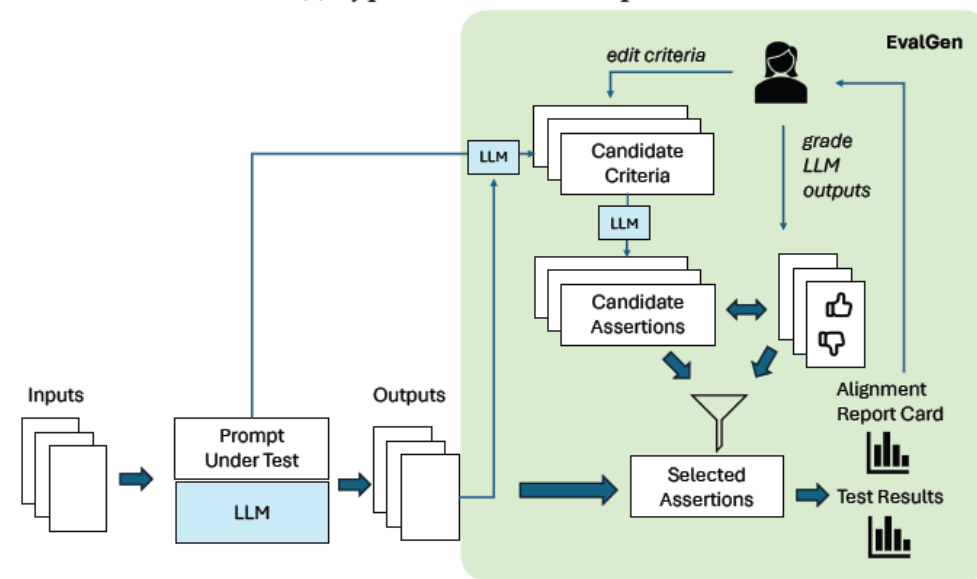 EvalGen
edit criteria
grade
LLM
outputs
LLM
Candidate
Criteria
LLM
Candidate
Assertions
Inputs
Outputs
Prompt
Under Test
LLM
Alignment
Report Card
Selected
Assertions
Test Results